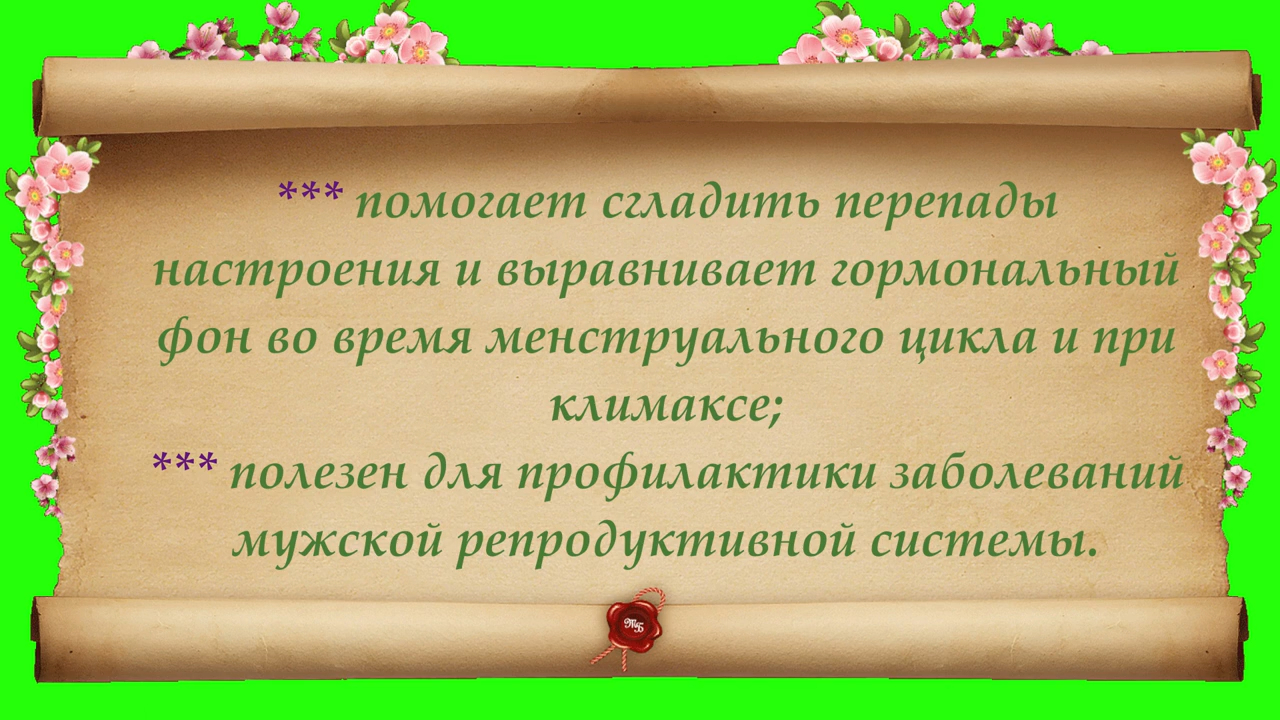 *** помогает сгладить перепады
настроения и выравнивает гормональный
фон во время менструального цикла и при
климаксе;
*** полезен для профилактики заболеваний
мужской репродуктивной системы.
ТБ